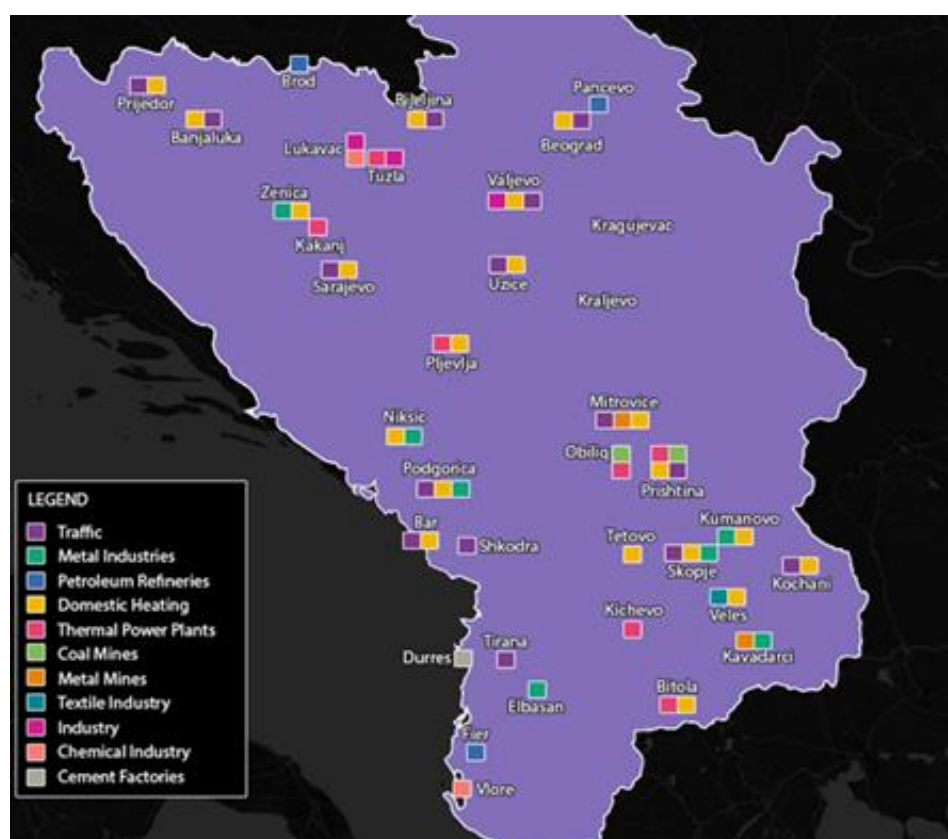 Brod
Prijedor
Banjaluka
Bijeljina
Pancevo
Beograd
Lukavac
Tuzla
Zenica
Kakanj
Sarajevo
Valjevo
Kragujevac
Uzice
Kraljevo
Pljevlja
Niksic
Mitrovice
Podgorica
Obiliq
Prishtina
Bar
Shkodra
Tetovo
Kumanovo
Skopje
Kochani
Kichevo
Veles
Durres
Tirana
Kavadarci
Elbasan
Bitola
Fier
Vlore
LEGEND
Traffic
Metal Industries
Petroleum Refineries
Domestic Heating
Thermal Power Plants
Coal Mines
Metal Mines
Textile Industry
Industry
Chemical Industry
Cement Factories